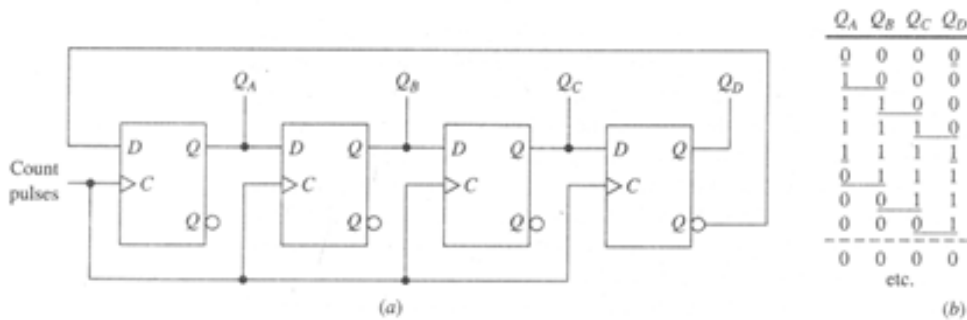 Q_A Q_B Q_C Q_D
D Q D Q D Q D Q
Count pulses
C C C C
Q Q Q Q
(a)
Q_A Q_B Q_C Q_D
0 0 0 0
1 0 0 0
1 1 0 0
1 1 1 0
1 1 1 1
0 1 1 1
0 0 1 1
0 0 0 1
0 0 0 0
etc.
(b)